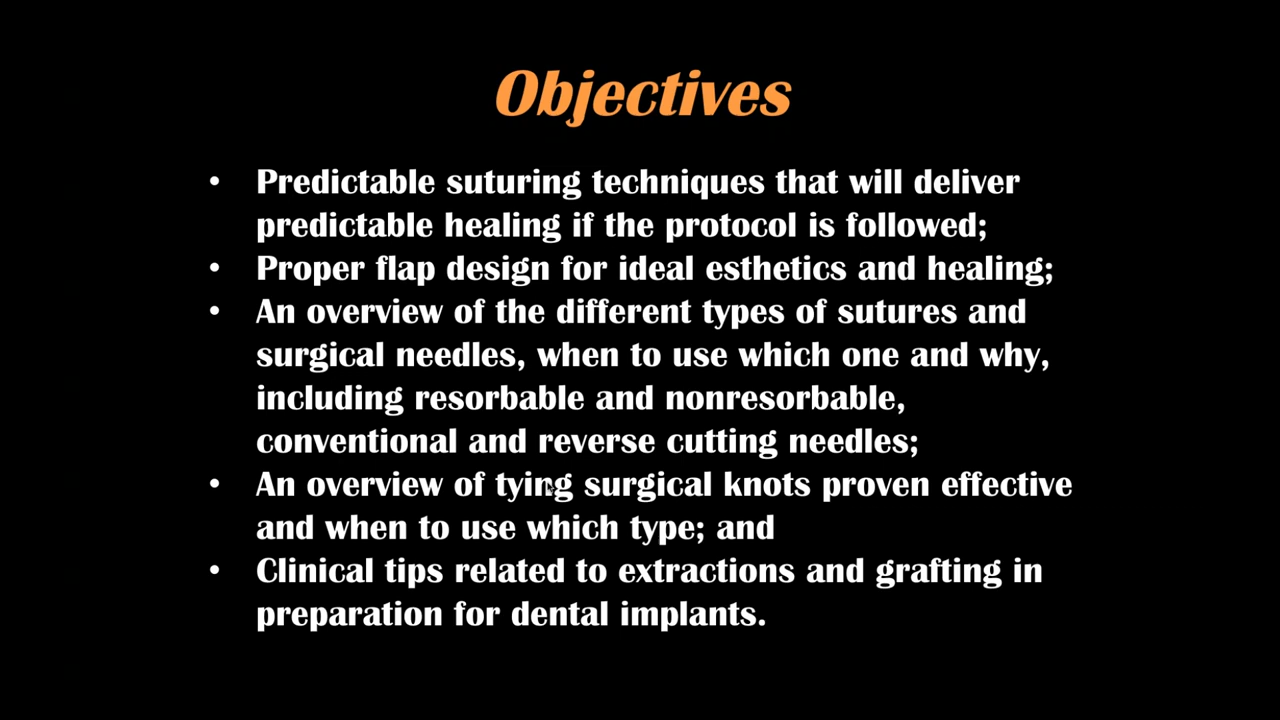 Objectives
• Predictable suturing techniques that will deliver
predictable healing if the protocol is followed;
• Proper flap design for ideal esthetics and healing;
• An overview of the different types of sutures and
surgical needles, when to use which one and why,
including resorbable and nonresorbable,
conventional and reverse cutting needles;
• An overview of tying surgical knots proven effective
and when to use which type; and
• Clinical tips related to extractions and grafting in
preparation for dental implants.